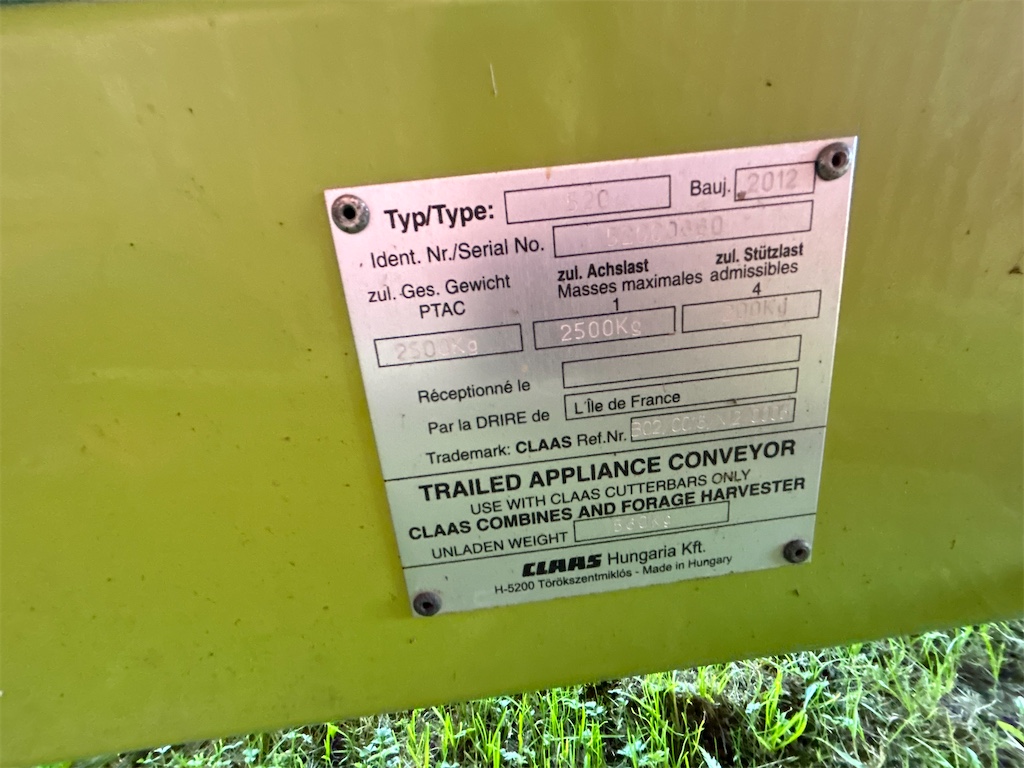 Typ/Type: 820 Bauj. 2012
Ident. Nr./Serial No.
zul. Ges. Gewicht PTAC
zul. Achslast zul. Stützlast
Masses maximales admissibles
1 4
2500Kg 2500Kg 200Kg
Réceptionné le
Par la DRIRE de L'Île de France
Trademark: CLAAS Ref.Nr.
TRAILED APPLIANCE CONVEYOR
USE WITH CLAAS CUTTERBARS ONLY
CLAAS COMBINES AND FORAGE HARVESTER
UNLADEN WEIGHT
CLAAS Hungaria Kft.
H-5200 Törökszentmiklós - Made in Hungary